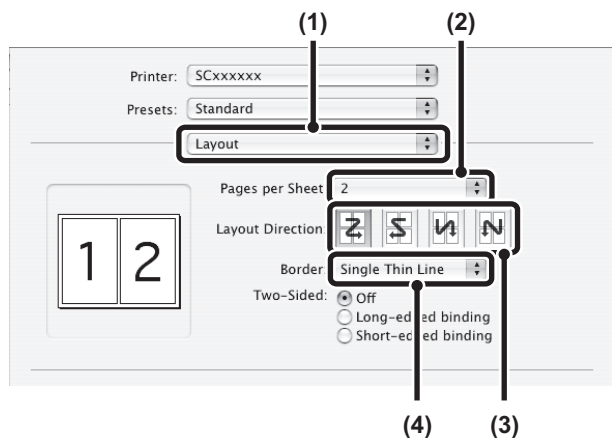 (1) (2)
Printer: SCxxxxxx
Presets: Standard
Layout
Pages per Sheet 2
Layout Direction:
1 2
Border: Single Thin Line
Two-Sided: Off
Long-edged binding
Short-edged binding
(4) (3)